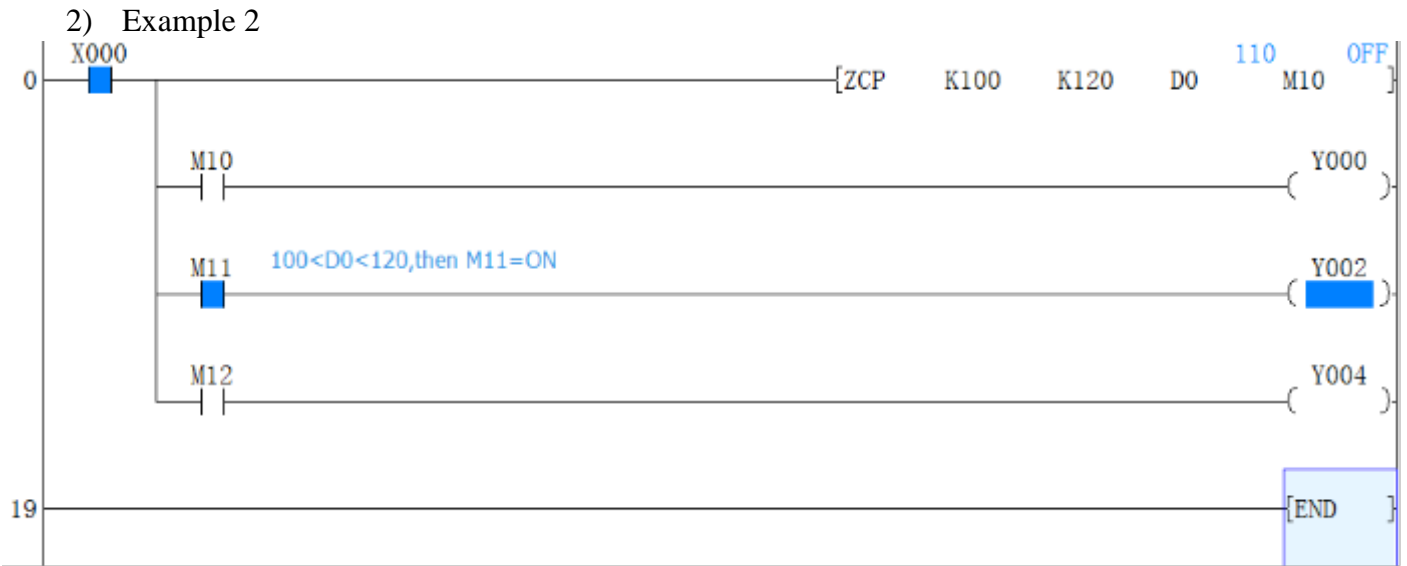 2) Example 2
X000
110 OFF
0 [ZCP K100 K120 D0 M10 ]
M10 Y000
( )
M11 100<D0<120,then M11=ON Y002
( )
M12 Y004
( )
19 [END ]